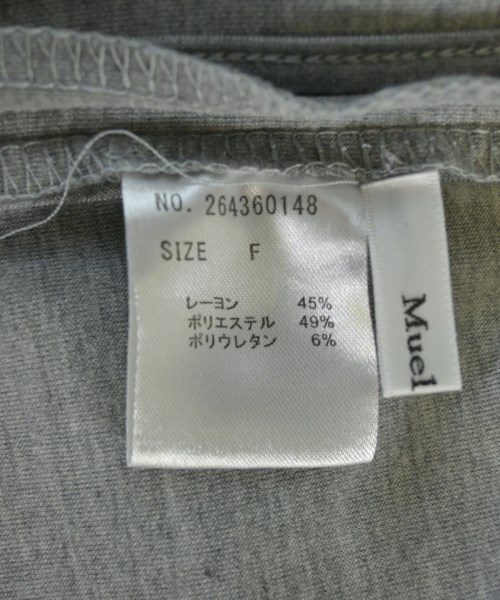 NO. 264360148
SIZE F
レーヨン 45%
ポリエステル 49%
ポリウレタン 6%
Muel